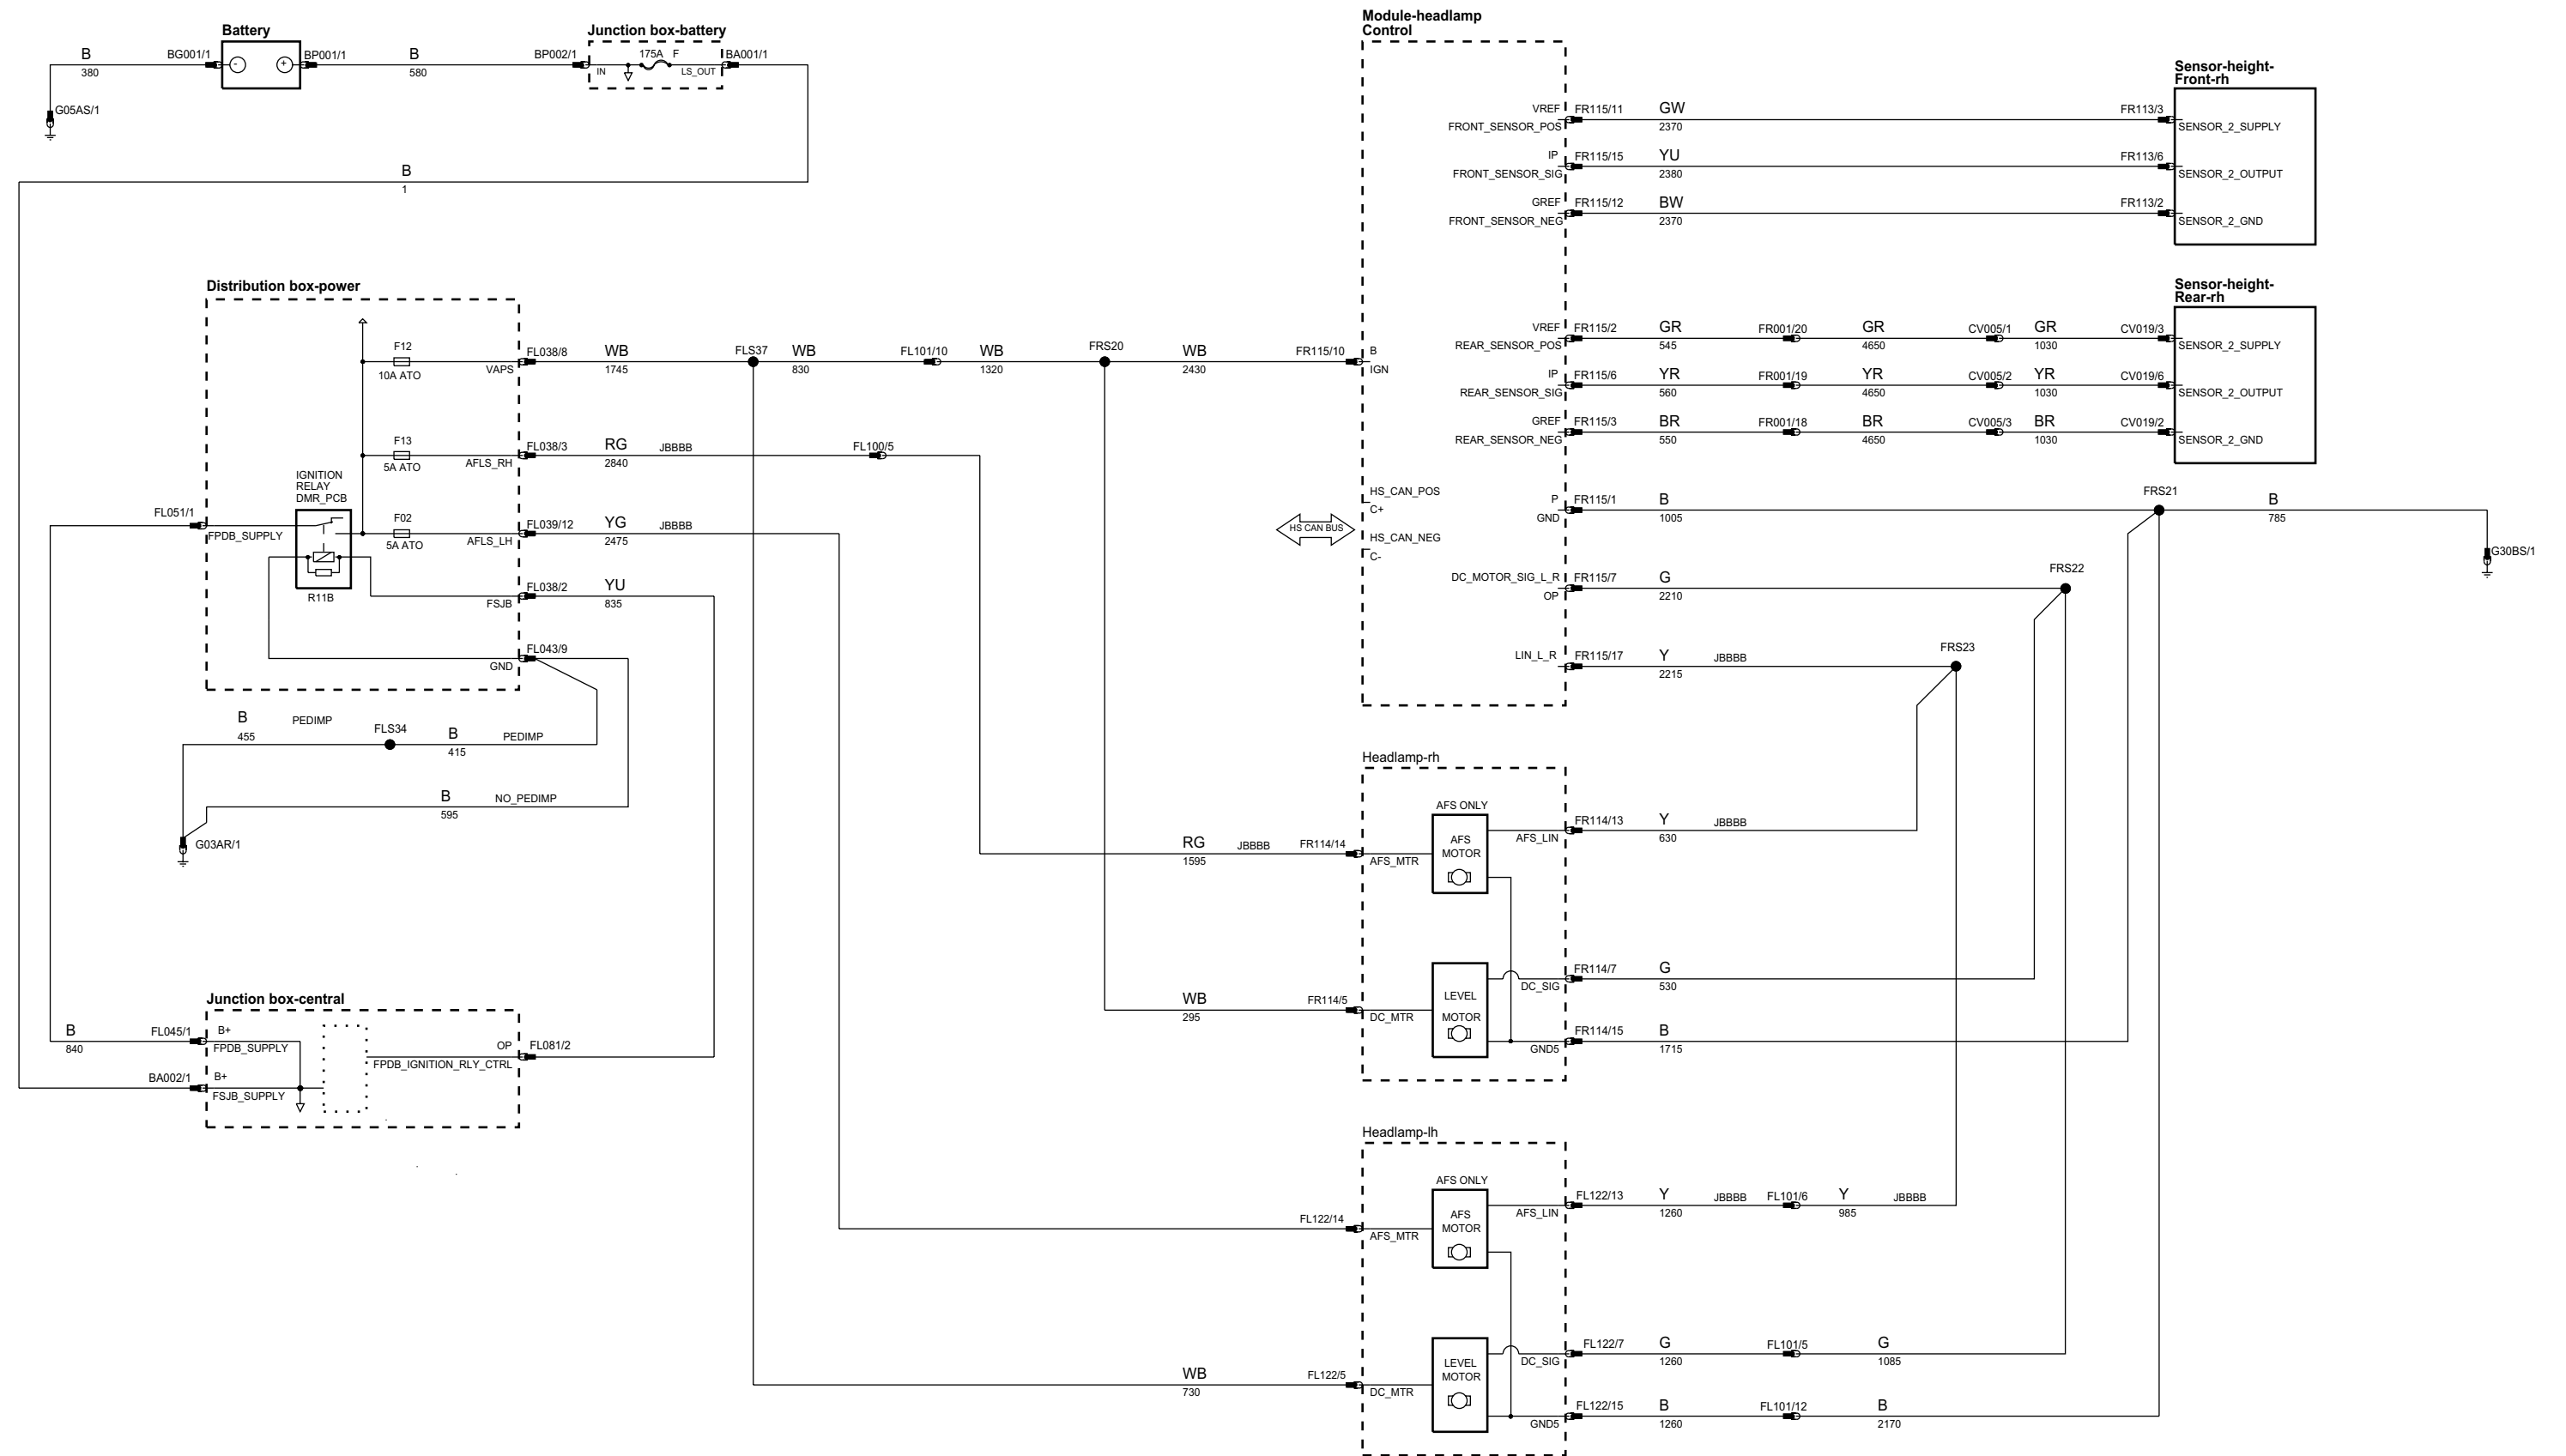 Battery
B
380
BG001/1
-
+
BP001/1
B
580
G05AS/1
Junction box-battery
BP002/1
175A F
BA001/1
IN
LS_OUT
B
1
Distribution box-power
F12
10A ATO
VAPS
FL038/8
WB
1745
FLS37
WB
830
FL101/10
WB
1320
FRS20
WB
2430
FR115/10
F13
5A ATO
AFLS_RH
FL038/3
RG
2840
JBBBB
FL100/5
IGNITION
RELAY
DMR_PCB
R11B
FL051/1
FPDB_SUPPLY
F02
5A ATO
AFLS_LH
FL039/12
YG
2475
JBBBB
FL038/2
FSJB
YU
835
FL043/9
GND
B
455
PEDIMP
FLS34
B
415
PEDIMP
B
595
NO_PEDIMP
G03AR/1
Junction box-central
B
840
FL045/1
B+
FPDB_SUPPLY
BA002/1
B+
FSJB_SUPPLY
OP
FPDB_IGNITION_RLY_CTRL
FL081/2
Module-headlamp
Control
B
IGN
HS CAN BUS
HS_CAN_POS
C+
HS_CAN_NEG
C-
VREF
FRONT_SENSOR_POS
FR115/11
GW
2370
FR113/3
IP
FRONT_SENSOR_SIG
FR115/15
YU
2380
FR113/6
GREF
FRONT_SENSOR_NEG
FR115/12
BW
2370
FR113/2
Sensor-height-
Front-rh
SENSOR_2_SUPPLY
SENSOR_2_OUTPUT
SENSOR_2_GND
VREF
REAR_SENSOR_POS
FR115/2
GR
545
FR001/20
GR
4650
CV005/1
GR
1030
CV019/3
IP
REAR_SENSOR_SIG
FR115/6
YR
560
FR001/19
YR
4650
CV005/2
YR
1030
CV019/6
GREF
REAR_SENSOR_NEG
FR115/3
BR
550
FR001/18
BR
4650
CV005/3
BR
1030
CV019/2
Sensor-height-
Rear-rh
SENSOR_2_SUPPLY
SENSOR_2_OUTPUT
SENSOR_2_GND
P
GND
FR115/1
B
1005
FRS21
B
785
G30BS/1
DC_MOTOR_SIG_L_R
OP
FR115/7
G
2210
FRS22
LIN_L_R
FR115/17
Y
2215
JBBBB
FRS23
Headlamp-rh
AFS ONLY
AFS
MOTOR
RG
1595
JBBBB
FR114/14
AFS_MTR
AFS_LIN
FR114/13
Y
630
JBBBB
LEVEL
MOTOR
WB
295
FR114/5
DC_MTR
DC_SIG
FR114/7
G
530
GND5
FR114/15
B
1715
Headlamp-lh
AFS ONLY
AFS
MOTOR
FL122/14
AFS_MTR
AFS_LIN
FL122/13
Y
1260
JBBBB
FL101/6
Y
985
JBBBB
LEVEL
MOTOR
WB
730
FL122/5
DC_MTR
DC_SIG
FL122/7
G
1260
FL101/5
G
1085
GND5
FL122/15
B
1260
FL101/12
B
2170